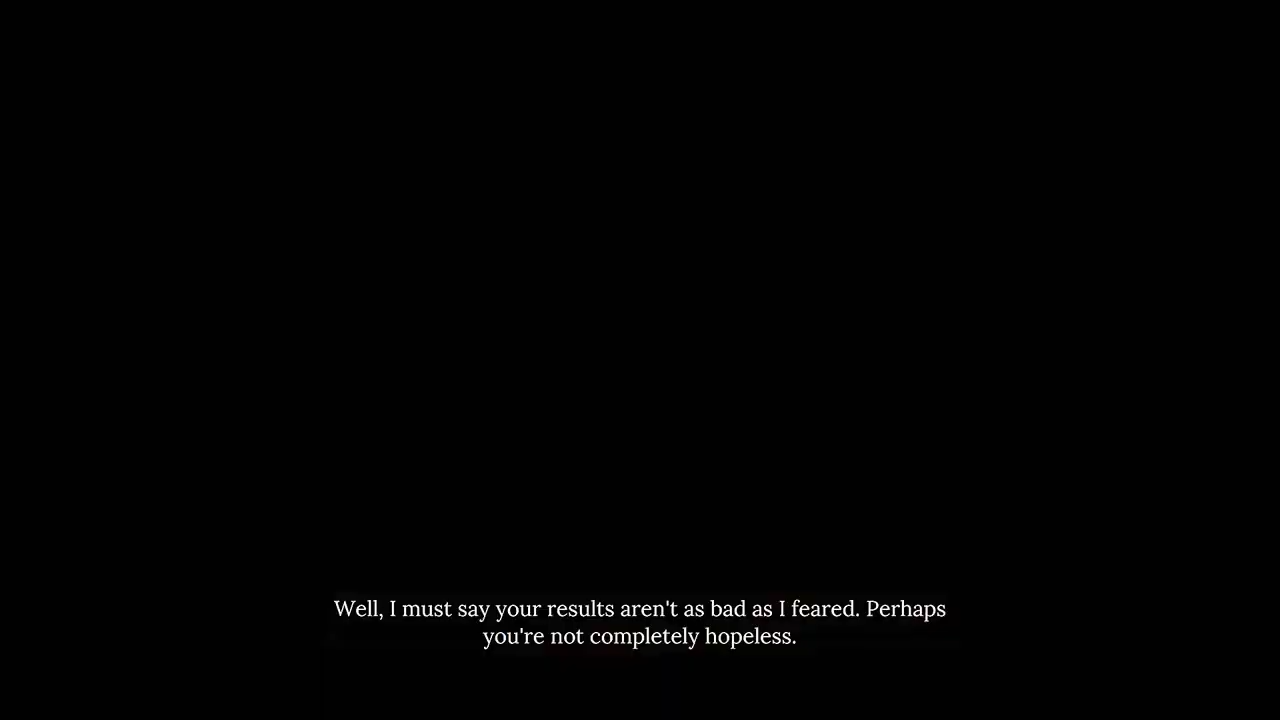 Well, I must say your results aren't as bad as I feared. Perhaps
you're not completely hopeless.